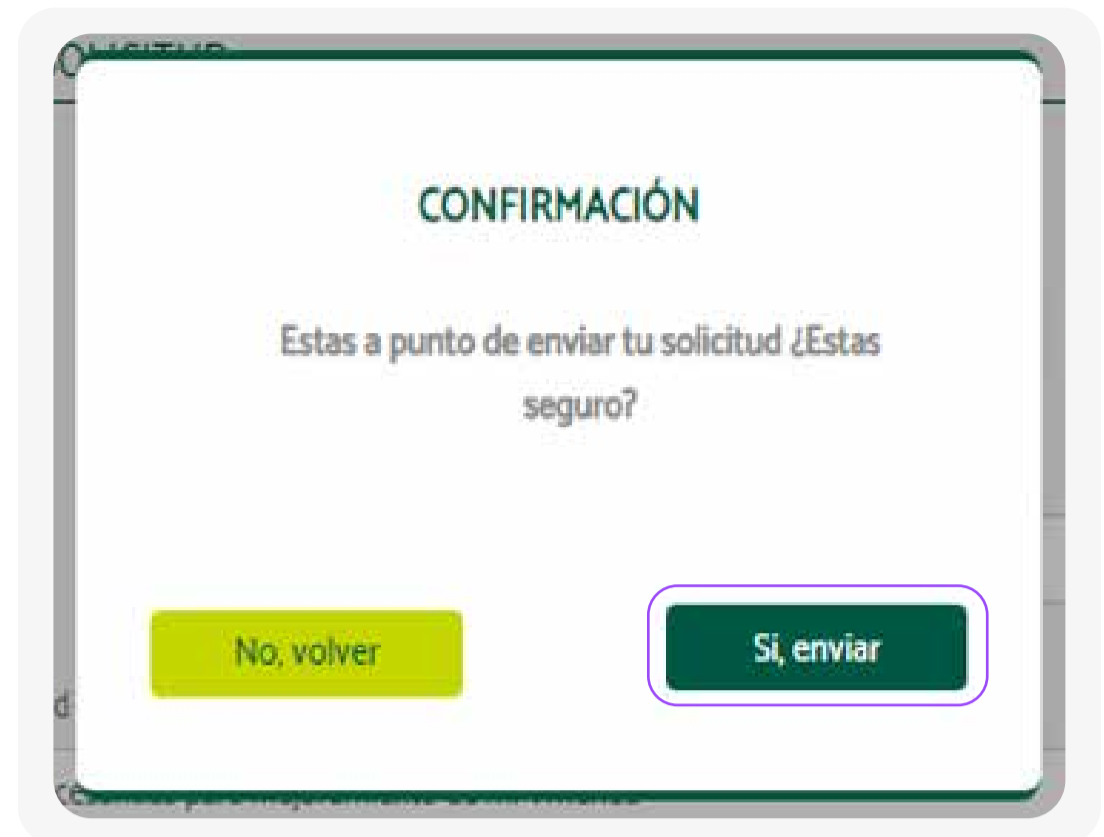 CONFIRMACIÓN
Estas a punto de enviar tu solicitud ¿Estas
seguro?
No, volver
Si, enviar